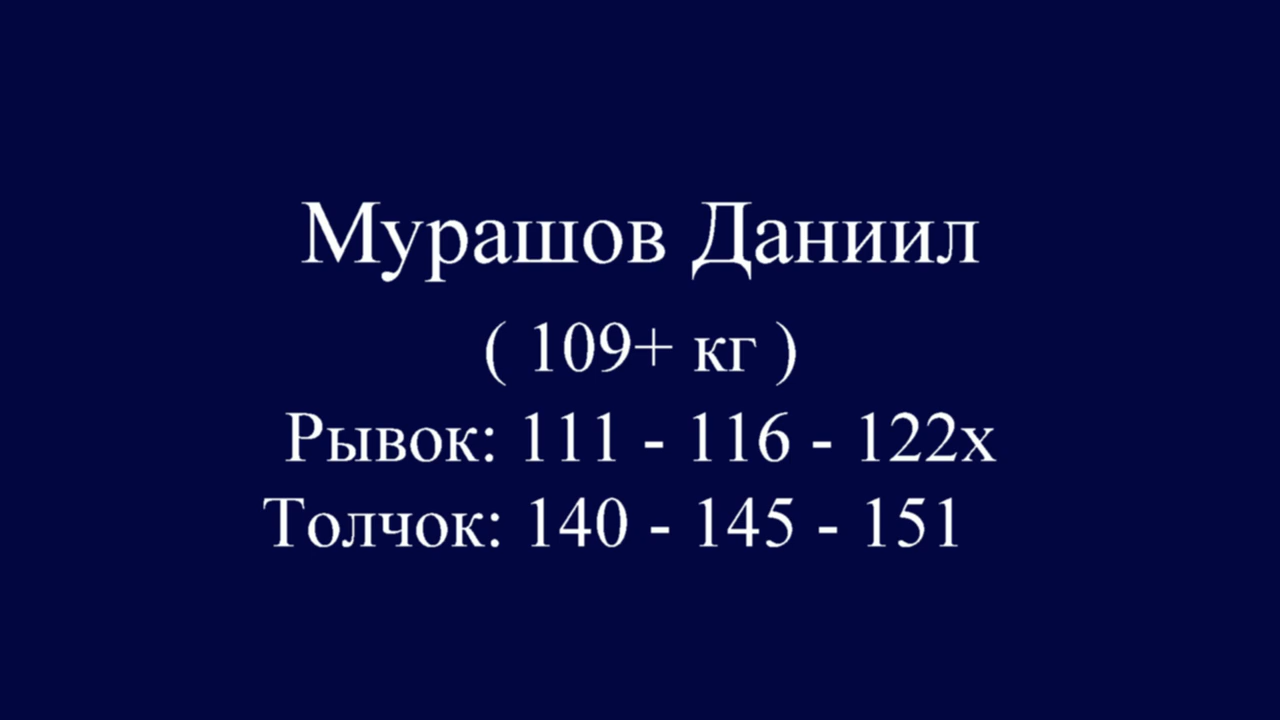 Мурашов Даниил
( 109+ кг )
Рывок: 111 - 116 - 122х
Толчок: 140 - 145 - 151